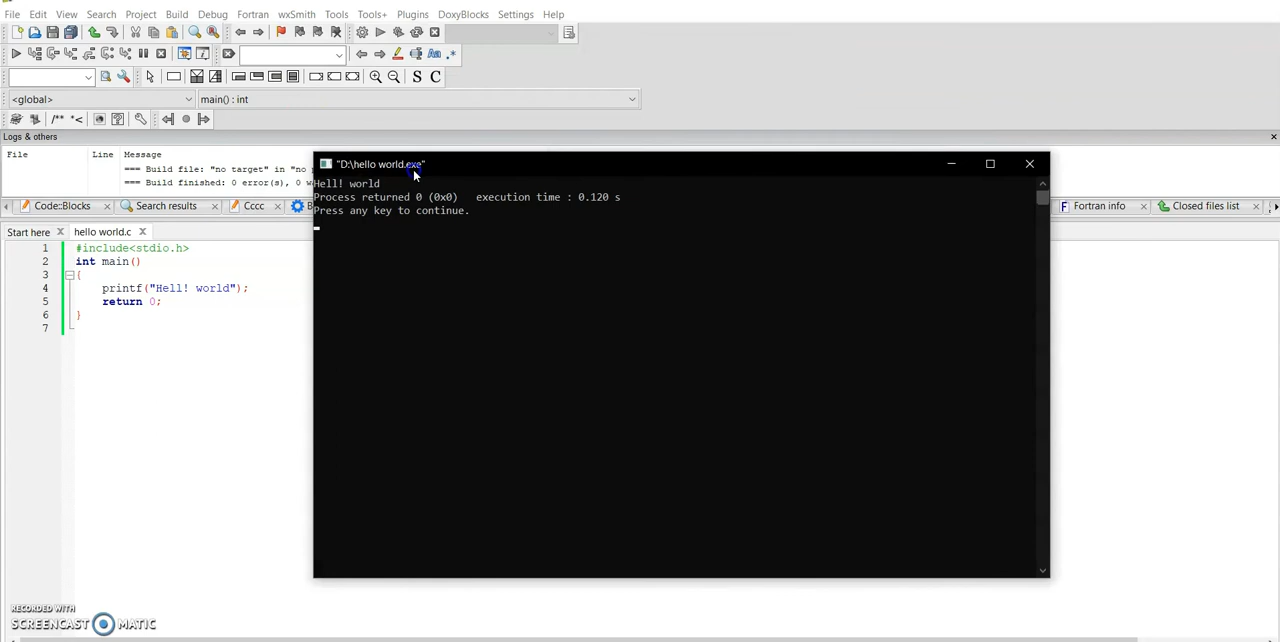 File Edit View Search Project Build Debug Fortran wxSmith Tools Tools+ Plugins DoxyBlocks Settings Help
<global> main() : int
/** *<
Logs & others
File Line Message
=== Build file: "no target" in "no
=== Build finished: 0 error(s), 0 w
Code::Blocks Search results Cccc B Fortran info Closed files list
Start here hello world.c
1 #include<stdio.h>
2 int main()
3 {
4 printf("Hell! world");
5 return 0;
6 }
7
"D:\hello world.exe"
Hell! world
Process returned 0 (0x0) execution time : 0.120 s
Press any key to continue.
RECORDED WITH
SCREENCAST MATIC